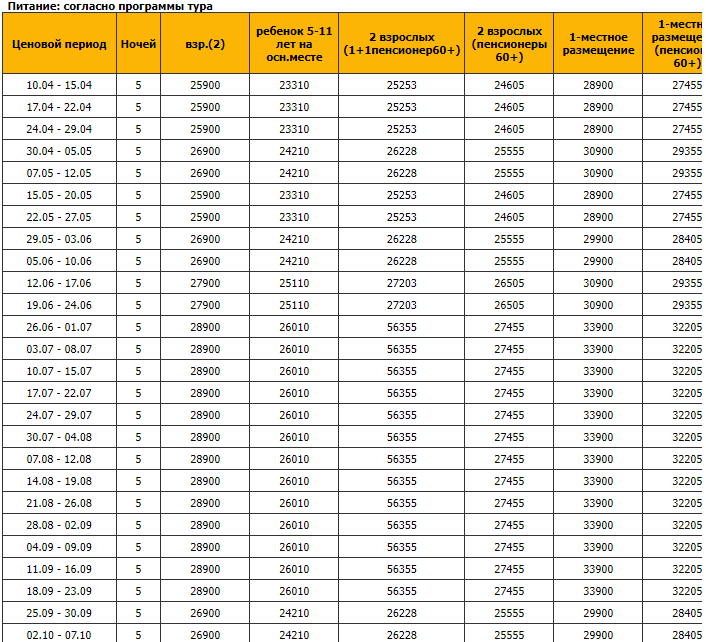 Питание: согласно программы тура
Ценовой период Ночей взр.(2) ребенок 5-11 лет на осн.месте 2 взрослых (1+1пенсионер60+) 2 взрослых (пенсионеры 60+) 1-местное размещение 1-местн размеще (пенсион 60+)
10.04 - 15.04 5 25900 23310 25253 24605 28900 27455
17.04 - 22.04 5 25900 23310 25253 24605 28900 27455
24.04 - 29.04 5 25900 23310 25253 24605 28900 27455
30.04 - 05.05 5 26900 24210 26228 25555 30900 29355
07.05 - 12.05 5 26900 24210 26228 25555 30900 29355
15.05 - 20.05 5 25900 23310 25253 24605 28900 27455
22.05 - 27.05 5 25900 23310 25253 24605 28900 27455
29.05 - 03.06 5 26900 24210 26228 25555 29900 28405
05.06 - 10.06 5 26900 24210 26228 25555 29900 28405
12.06 - 17.06 5 27900 25110 27203 26505 30900 29355
19.06 - 24.06 5 27900 25110 27203 26505 30900 29355
26.06 - 01.07 5 28900 26010 56355 27455 33900 32205
03.07 - 08.07 5 28900 26010 56355 27455 33900 32205
10.07 - 15.07 5 28900 26010 56355 27455 33900 32205
17.07 - 22.07 5 28900 26010 56355 27455 33900 32205
24.07 - 29.07 5 28900 26010 56355 27455 33900 32205
30.07 - 04.08 5 28900 26010 56355 27455 33900 32205
07.08 - 12.08 5 28900 26010 56355 27455 33900 32205
14.08 - 19.08 5 28900 26010 56355 27455 33900 32205
21.08 - 26.08 5 28900 26010 56355 27455 33900 32205
28.08 - 02.09 5 28900 26010 56355 27455 33900 32205
04.09 - 09.09 5 28900 26010 56355 27455 33900 32205
11.09 - 16.09 5 28900 26010 56355 27455 33900 32205
18.09 - 23.09 5 28900 26010 56355 27455 33900 32205
25.09 - 30.09 5 26900 24210 26228 25555 29900 28405
02.10 - 07.10 5 26900 24210 26228 25555 29900 28405